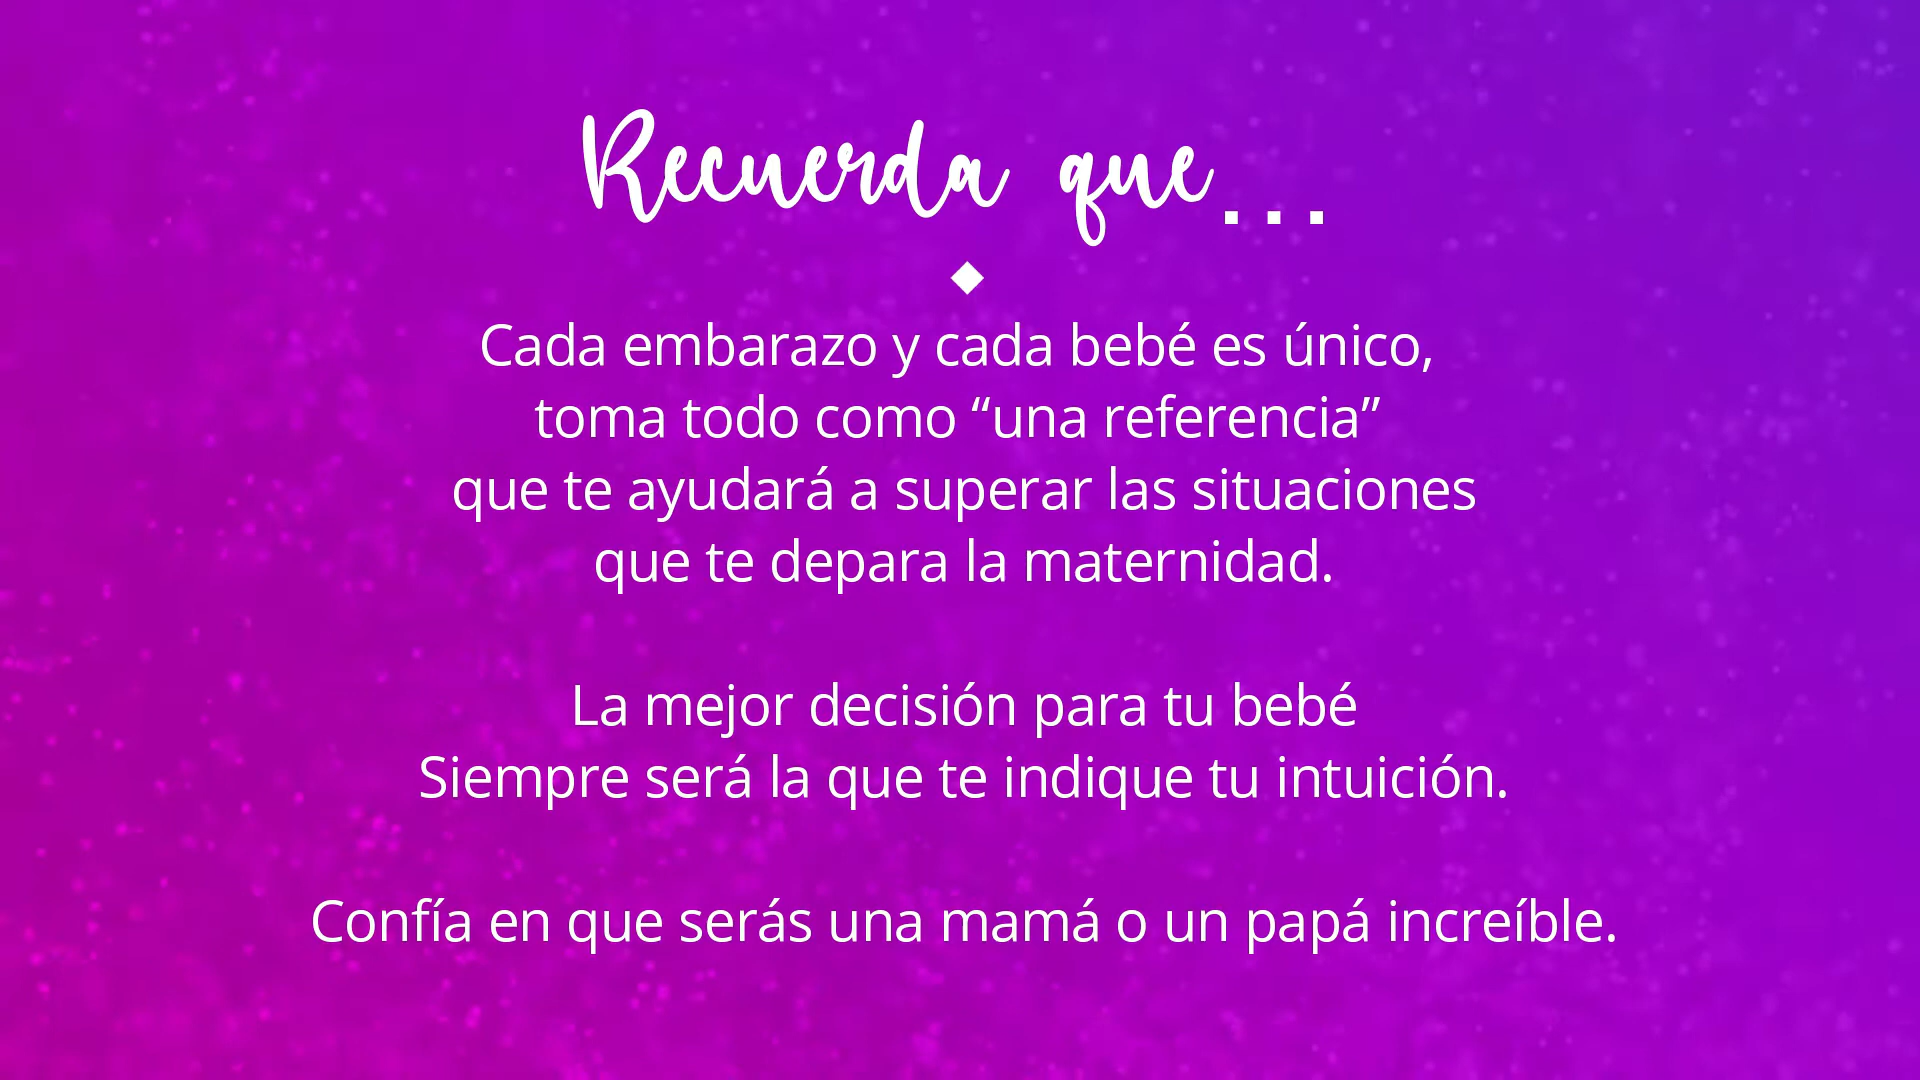 Recuerda que...
Cada embarazo y cada bebé es único,
toma todo como “una referencia”
que te ayudará a superar las situaciones
que te depara la maternidad.
La mejor decisión para tu bebé
Siempre será la que te indique tu intuición.
Confía en que serás una mamá o un papá increíble.